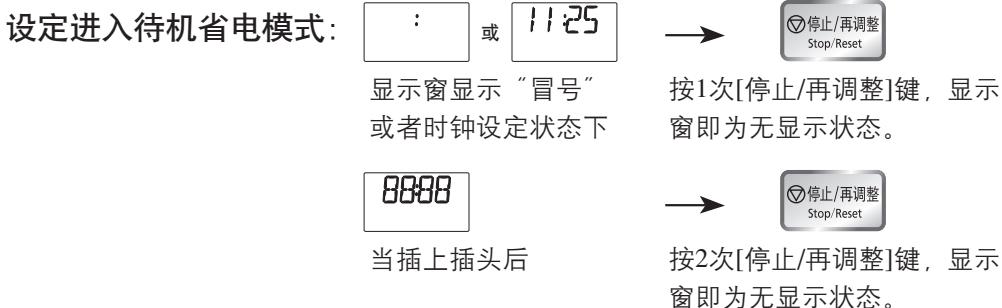 设定进入待机省电模式:
:
或
11:25
停止/再调整
Stop/Reset
显示窗显示“冒号”
或者时钟设定状态下
按1次[停止/再调整]键，显示
窗即为无显示状态。
88:88
停止/再调整
Stop/Reset
当插上插头后
按2次[停止/再调整]键，显示
窗即为无显示状态。